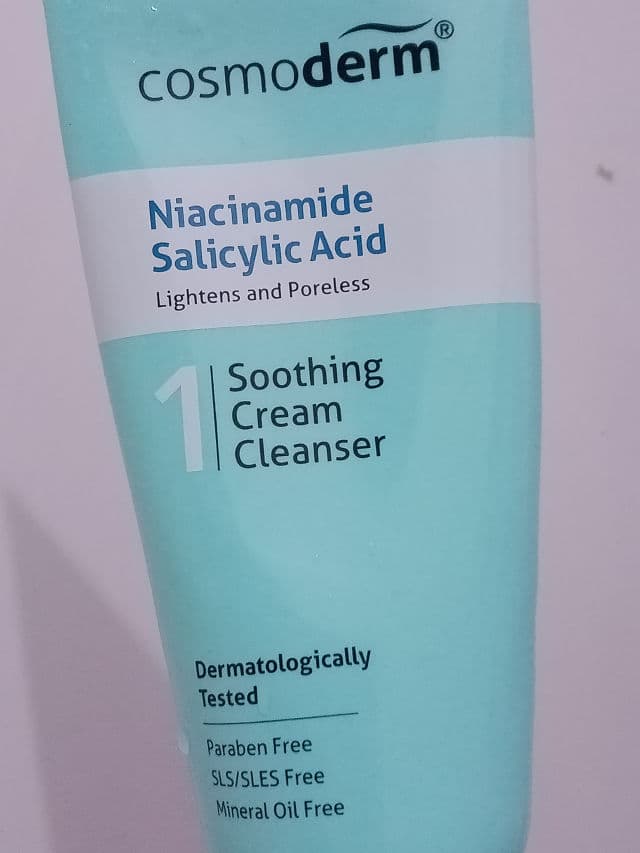 cosmoderm®
Niacinamide
Salicylic Acid
Lightens and Poreless
1
Soothing
Cream
Cleanser
Dermatologically
Tested
Paraben Free
SLS/SLES Free
Mineral Oil Free